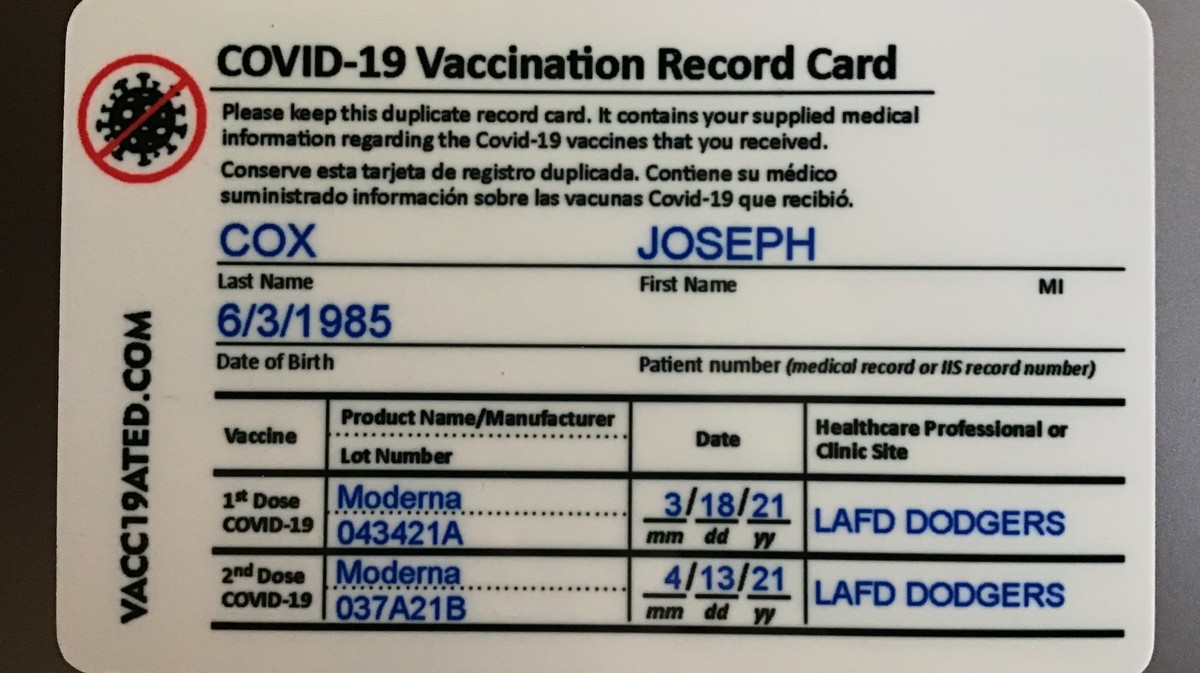 COVID-19 Vaccination Record Card
Please keep this duplicate record card. It contains your supplied medical
information regarding the Covid-19 vaccines that you received.
Conserve esta tarjeta de registro duplicada. Contiene su médico
suministrado información sobre las vacunas Covid-19 que recibió.
COX JOSEPH
Last Name First Name MI
6/3/1985
Date of Birth Patient number (medical record or IIS record number)
Vaccine Product Name/Manufacturer Date Healthcare Professional or
Lot Number Clinic Site
1st Dose Moderna 3/18/21 LAFD DODGERS
COVID-19 043421A mm dd yy
2nd Dose Moderna 4/13/21 LAFD DODGERS
COVID-19 037A21B mm dd yy
VACC19ATED.COM